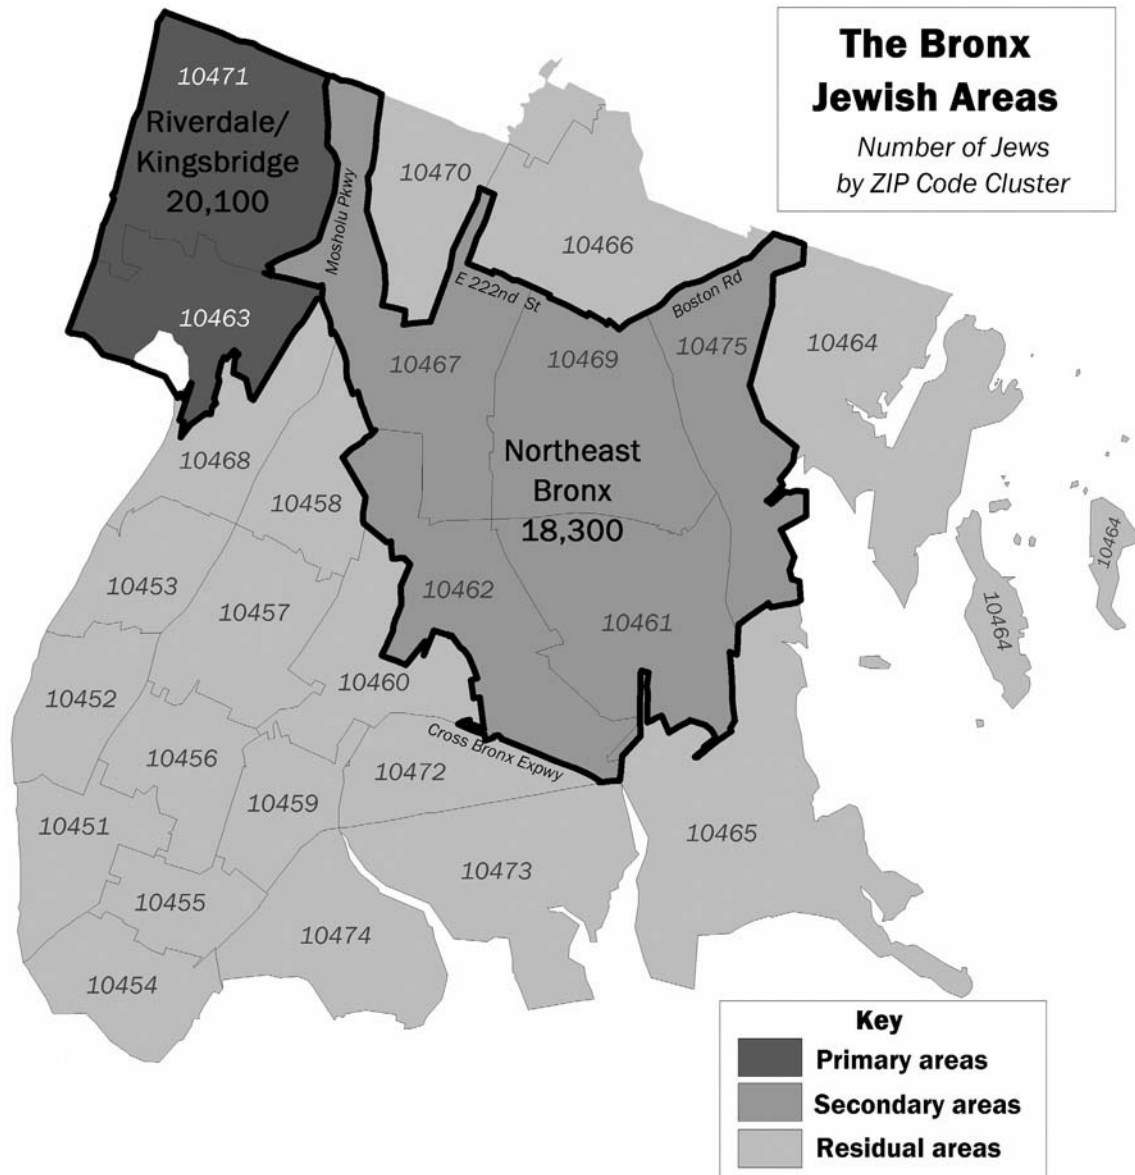 The Bronx
Jewish Areas
Number of Jews
by ZIP Code Cluster
10471
Riverdale/
Kingsbridge
20,100
Mosholu Pkwy
10470
10466
E 222nd St
Boston Rd
10463
10467
10469
10475
10464
Northeast
Bronx
18,300
10468
10458
10464
10453
10457
10462
10461
10464
10452
10460
10456
Cross Bronx Expwy
10472
10459
10451
10465
10473
10455
10474
10454
Key
Primary areas
Secondary areas
Residual areas